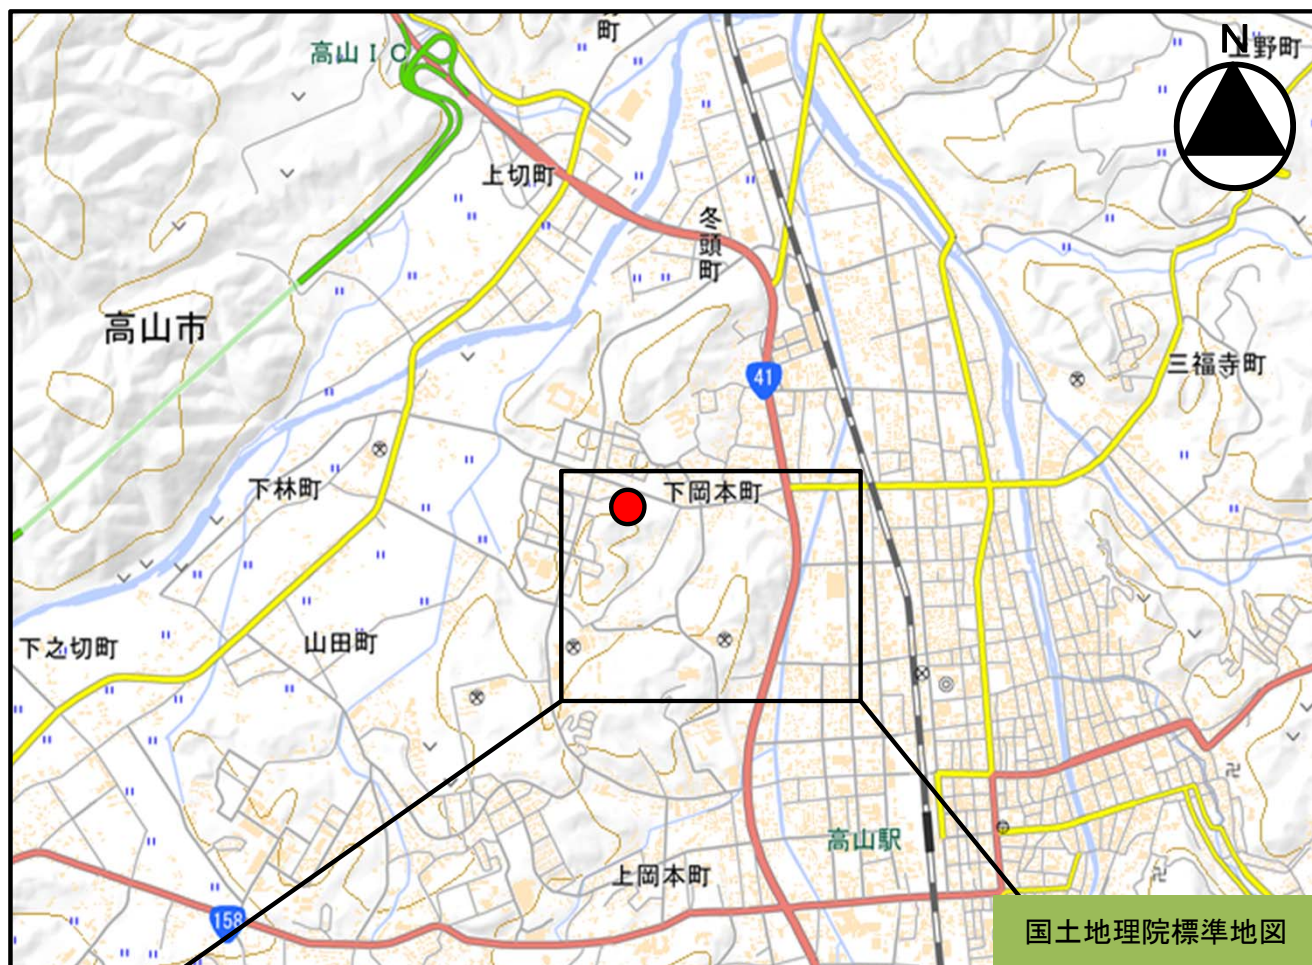 町
N
上野町
高山IC
上切町
冬頭町
高山市
三福寺町
41
下林町
下岡本町
下之切町
山田町
高山駅
上岡本町
158
国土地理院標準地図